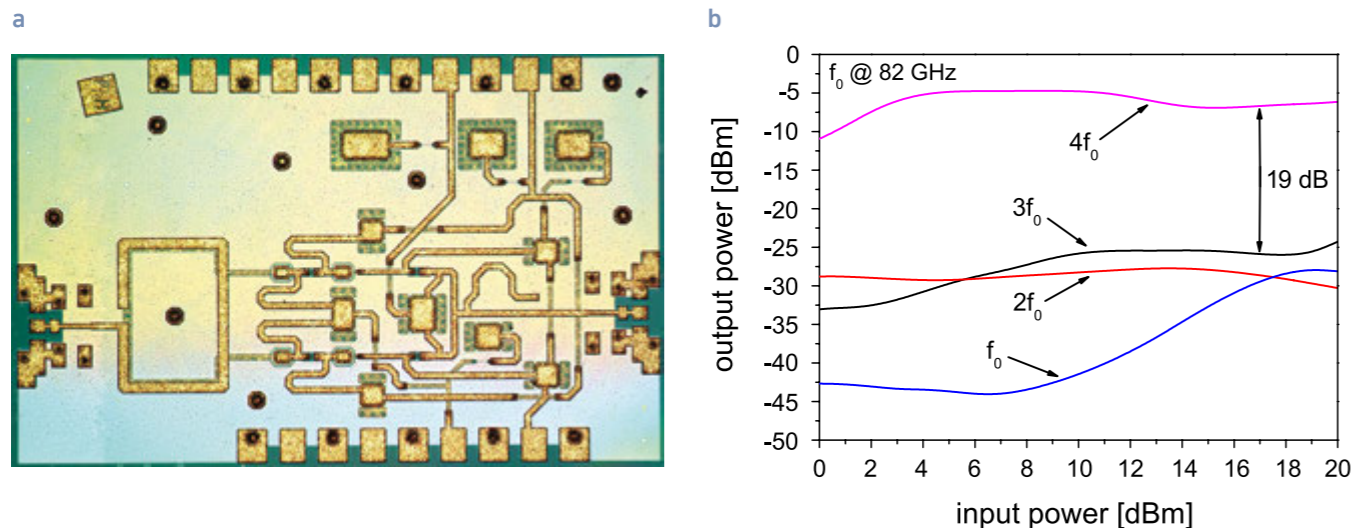 a
b
f₀ @ 82 GHz
4f₀
19 dB
3f₀
2f₀
f₀
0
-5
-10
-15
-20
-25
-30
-35
-40
-45
-50
0 2 4 6 8 10 12 14 16 18 20
output power [dBm]
input power [dBm]